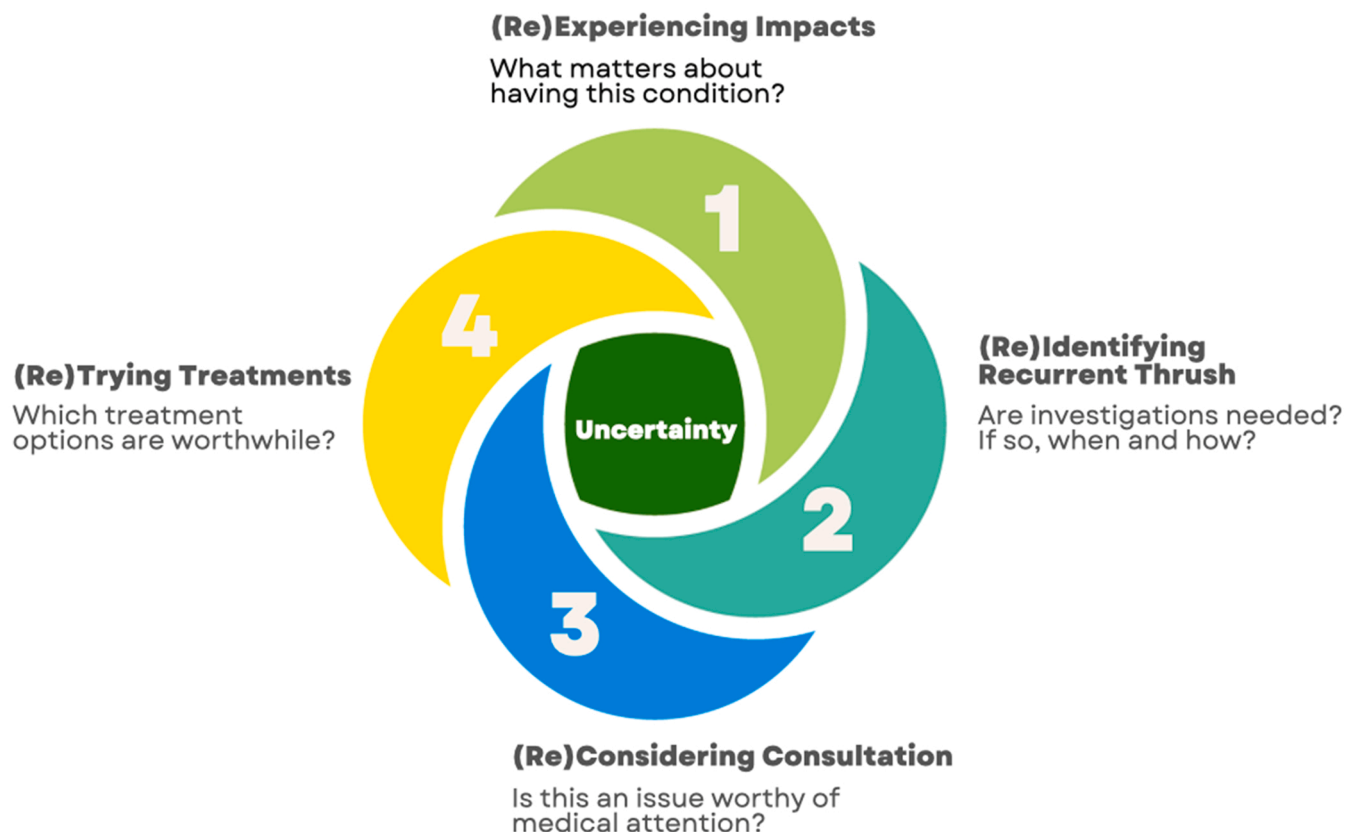 (Re)Experiencing Impacts
What matters about
having this condition?
1
(Re)Identifying
Recurrent Thrush
Are investigations needed?
If so, when and how?
2
(Re)Considering Consultation
Is this an issue worthy of
medical attention?
3
(Re)Trying Treatments
Which treatment
options are worthwhile?
4
Uncertainty